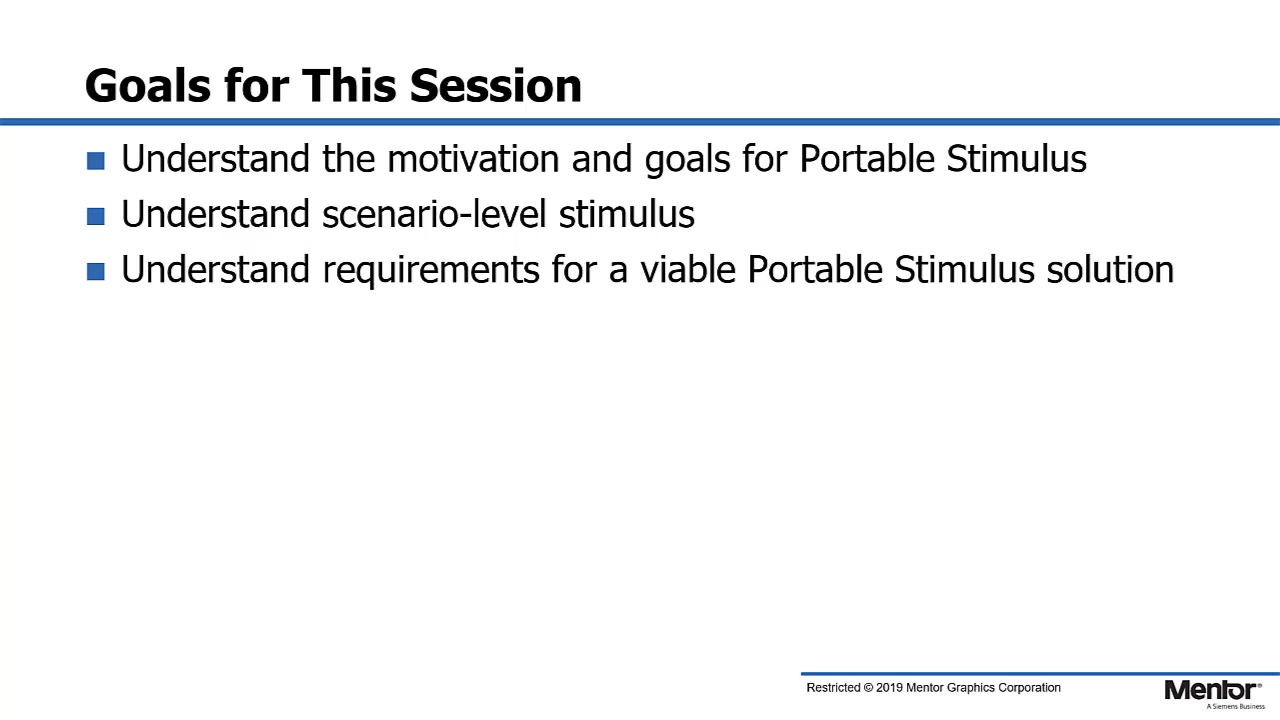 Goals for This Session
Understand the motivation and goals for Portable Stimulus
Understand scenario-level stimulus
Understand requirements for a viable Portable Stimulus solution
Restricted © 2019 Mentor Graphics Corporation
Mentor®
A Siemens Business